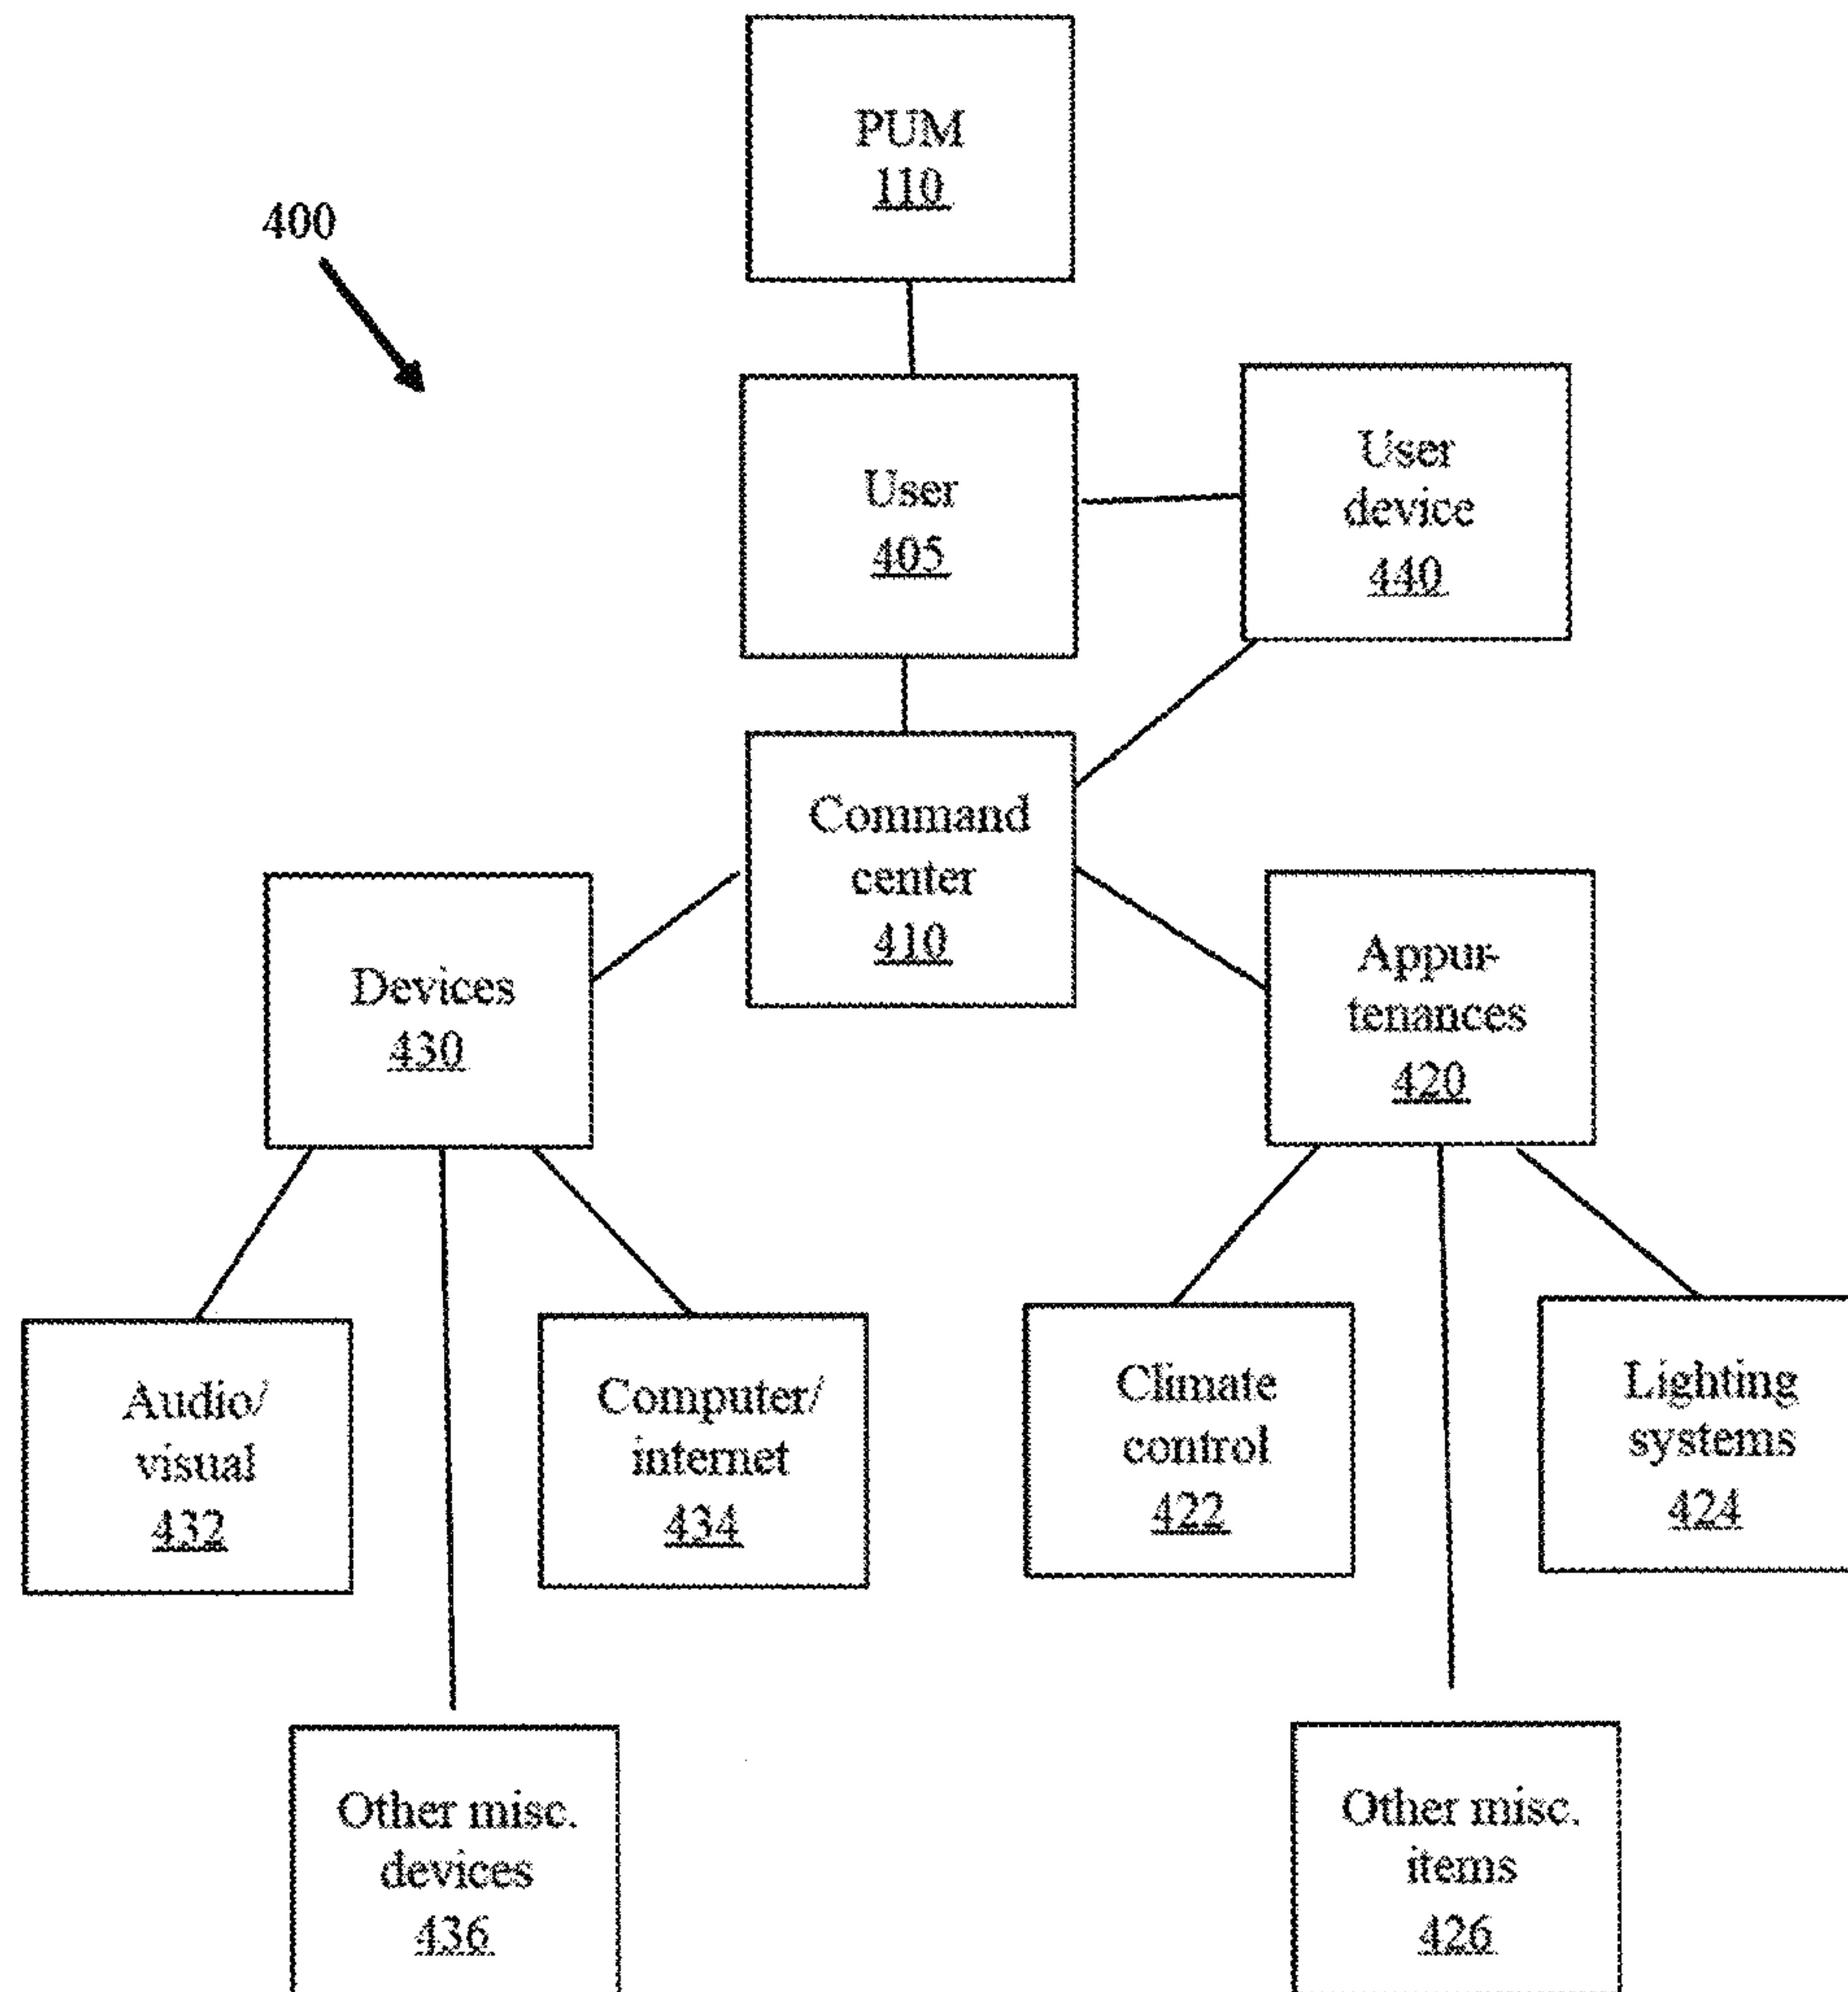 PUM
110
400
User
405
User
device
440
Command
center
410
Devices
430
Appur-
tenances
420
Audio/
visual
432
Computer/
internet
434
Climate
control
422
Lighting
systems
424
Other misc.
devices
436
Other misc.
items
426